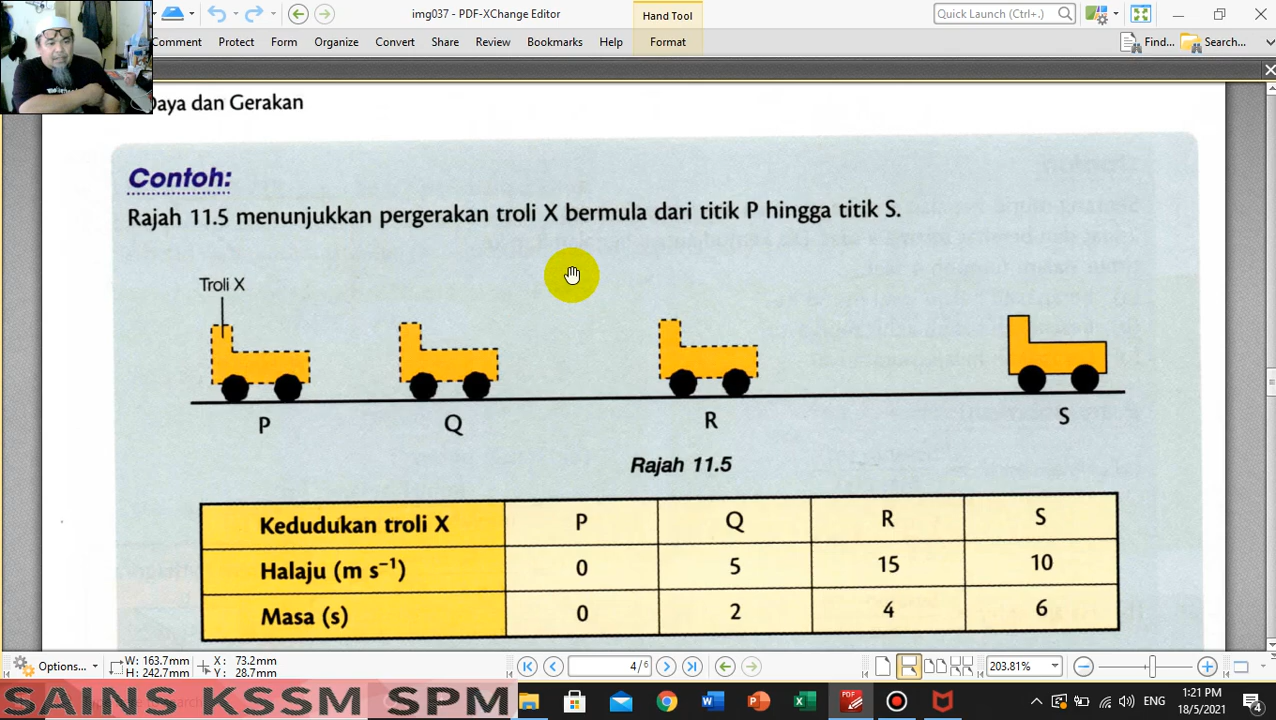 img037 - PDF-XChange Editor
Hand Tool
Quick Launch (Ctrl+.)
Comment Protect Form Organize Convert Share Review Bookmarks Help Format Find... Search...
Daya dan Gerakan
Contoh:
Rajah 11.5 menunjukkan pergerakan troli X bermula dari titik P hingga titik S.
Troli X
P Q R S
Rajah 11.5
Kedudukan troli X P Q R S
Halaju (m s⁻¹) 0 5 15 10
Masa (s) 0 2 4 6
Options... W: 163.7mm X: 73.2mm 4/6 203.81%
H: 242.7mm Y: 28.7mm
SAINS KSSM SPM
PDF
ENG
1:21 PM
18/5/2021
4